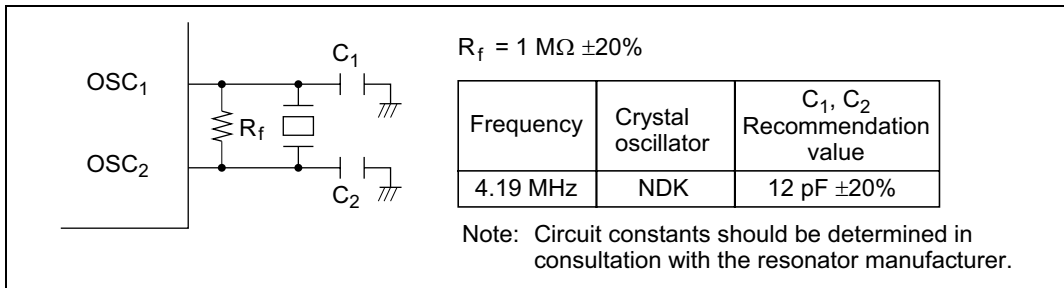 OSC1
OSC2
Rf
C1
C2
Rf = 1 MΩ ±20%
Frequency
Crystal
oscillator
C1, C2
Recommendation
value
4.19 MHz
NDK
12 pF ±20%
Note: Circuit constants should be determined in
consultation with the resonator manufacturer.